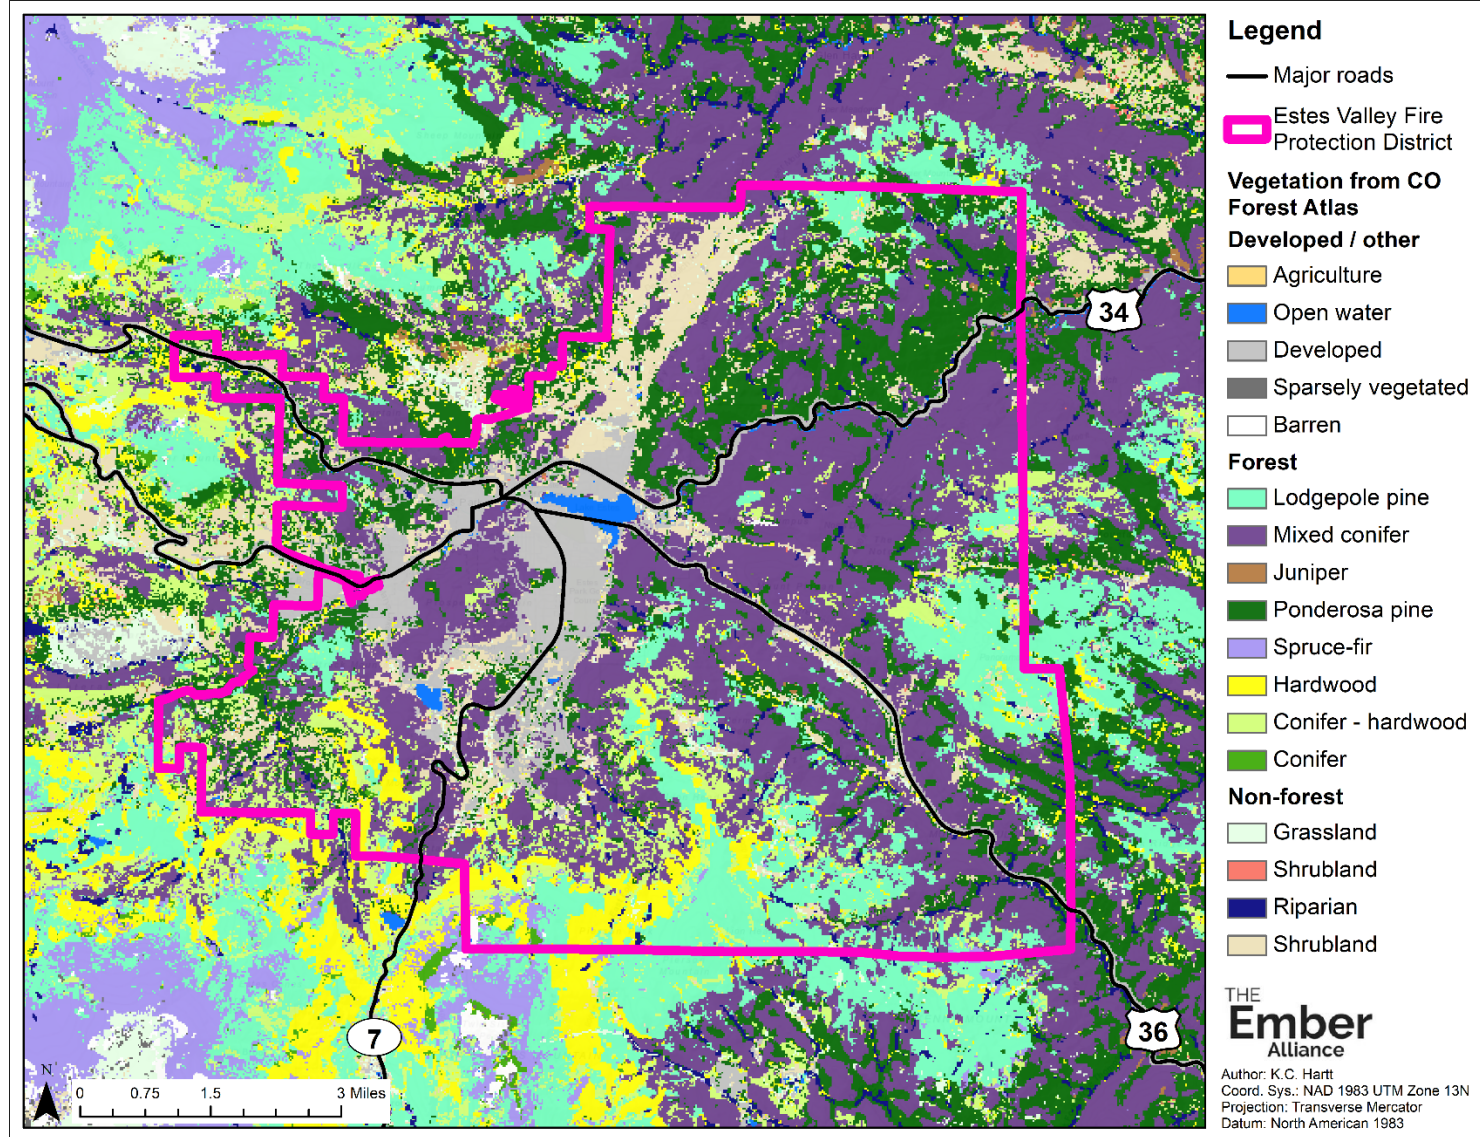 Legend
Major roads
Estes Valley Fire
Protection District
Vegetation from CO
Forest Atlas
Developed / other
Agriculture
Open water
Developed
Sparsely vegetated
Barren
Forest
Lodgepole pine
Mixed conifer
Juniper
Ponderosa pine
Spruce-fir
Hardwood
Conifer - hardwood
Conifer
Non-forest
Grassland
Shrubland
Riparian
Shrubland
34
7
36
N
0 0.75 1.5 3 Miles
THE
Ember
Alliance
Author: K.C. Hartt
Coord. Sys.: NAD 1983 UTM Zone 13N
Projection: Transverse Mercator
Datum: North American 1983